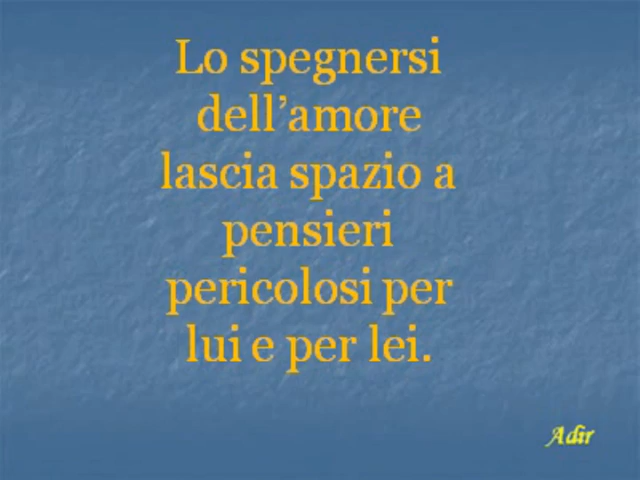 Lo spegnersi
dell’amore
lascia spazio a
pensieri
pericolosi per
lui e per lei.
Adir